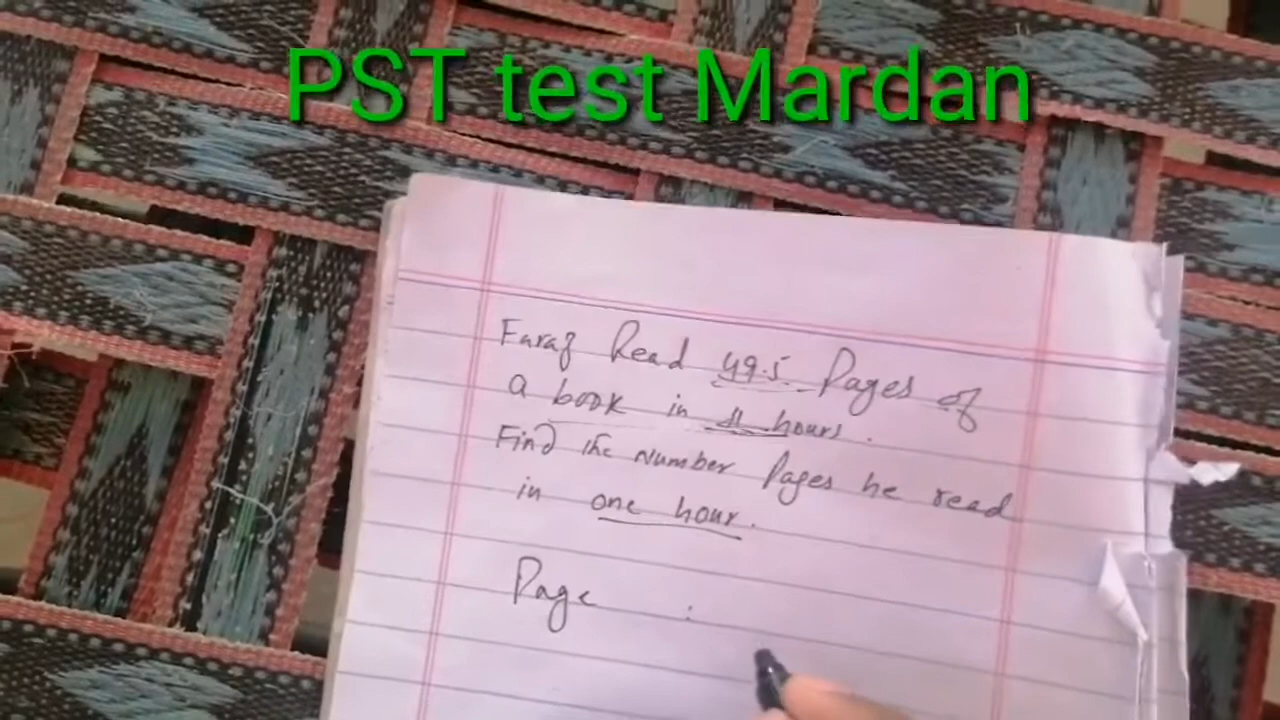 PST test Mardan
Faraz Read 49.5 Pages of
a book in 11 hours.
Find the number Pages he read
in one hour.
Page :